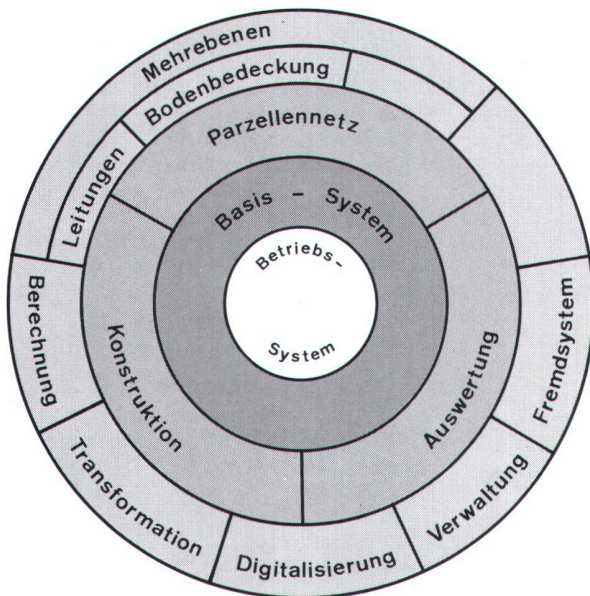 Mehrebenen
Bodenbedeckung
Leitungen
Parzellennetz
Basis - System
Betriebs-
System
Konstruktion
Auswertung
Berechnung
Transformation
Digitalisierung
Verwaltung
Fremdsystem